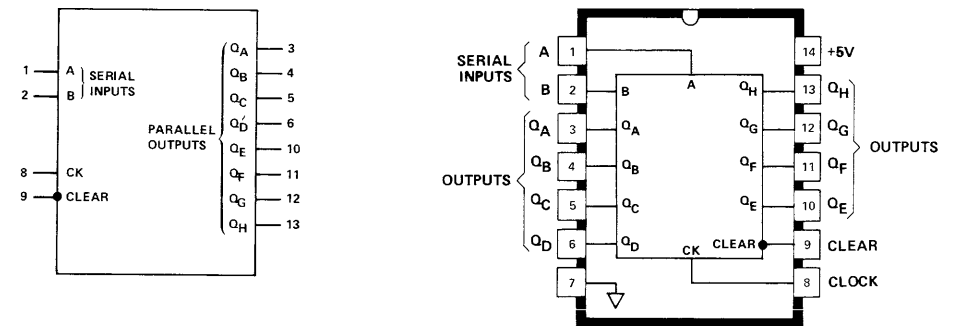 1 A SERIAL INPUTS
2 B
8 CK
9 CLEAR
PARALLEL
OUTPUTS
QA 3
QB 4
QC 5
QD 6
QE 10
QF 11
QG 12
QH 13
SERIAL
INPUTS
A 1
B 2
QA 3
QB 4
QC 5
QD 6
OUTPUTS
7
A
B
QA
QB
QC
QD
CK
QH
QG
QF
QE
CLEAR
14 +5V
13 QH
12 QG
11 QF
10 QE
OUTPUTS
9 CLEAR
8 CLOCK